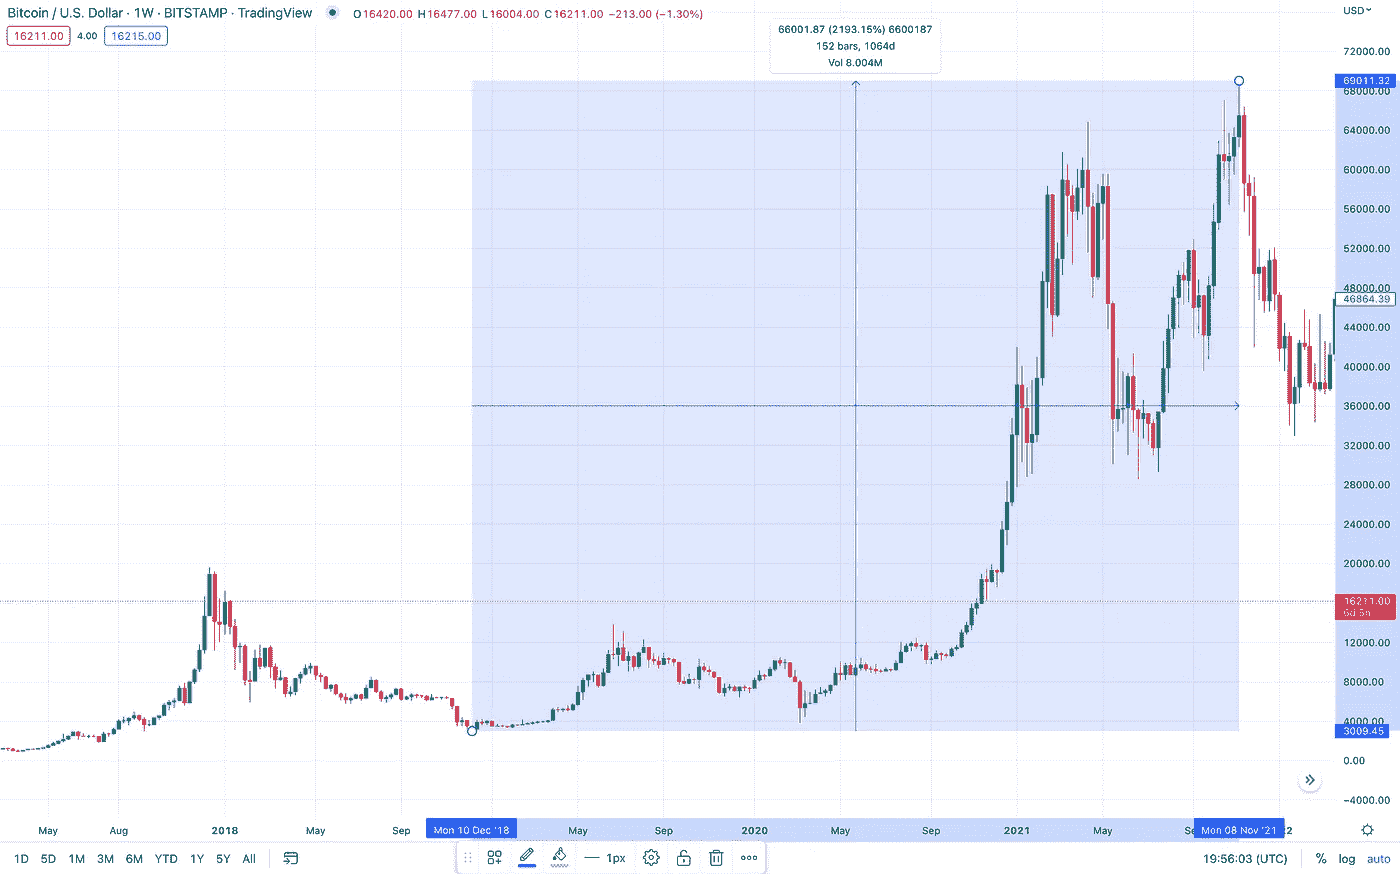 Bitcoin / U.S. Dollar · 1W · BITSTAMP · TradingView O16420.00 H16477.00 L16004.00 C16211.00 −213.00 (−1.30%)
USD
16211.00 4.00 16215.00
66001.87 (2193.15%) 6600187
152 bars, 1064d
Vol 8.004M
72000.00
69011.32
68000.00
64000.00
60000.00
56000.00
52000.00
48000.00
46864.39
44000.00
40000.00
36000.00
32000.00
28000.00
24000.00
20000.00
16211.00
6d 5h
12000.00
8000.00
4000.00
3009.45
0.00
−4000.00
May Aug 2018 May Sep Mon 10 Dec '18 May Sep 2020 May Sep 2021 May Se Mon 08 Nov '21 2
1D 5D 1M 3M 6M YTD 1Y 5Y All 1px 19:56:03 (UTC) % log auto